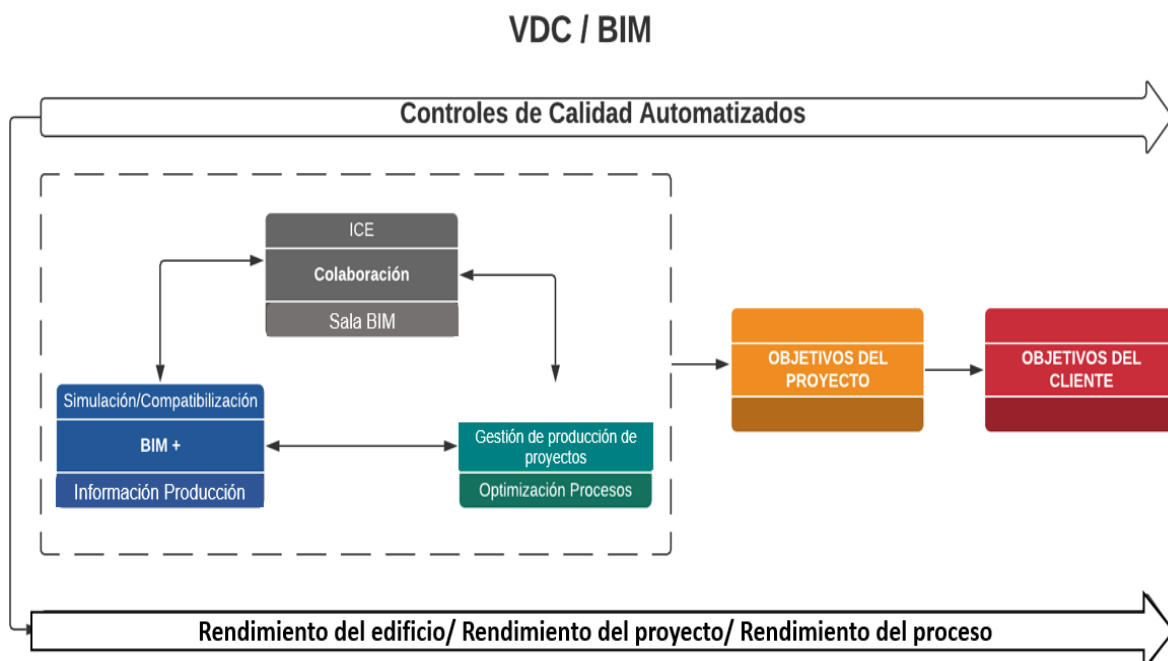 VDC / BIM
Controles de Calidad Automatizados
ICE
Colaboración
Sala BIM
Simulación/Compatibilización
BIM +
Información Producción
Gestión de producción de
proyectos
Optimización Procesos
OBJETIVOS DEL
PROYECTO
OBJETIVOS DEL
CLIENTE
Rendimiento del edificio/ Rendimiento del proyecto/ Rendimiento del proceso